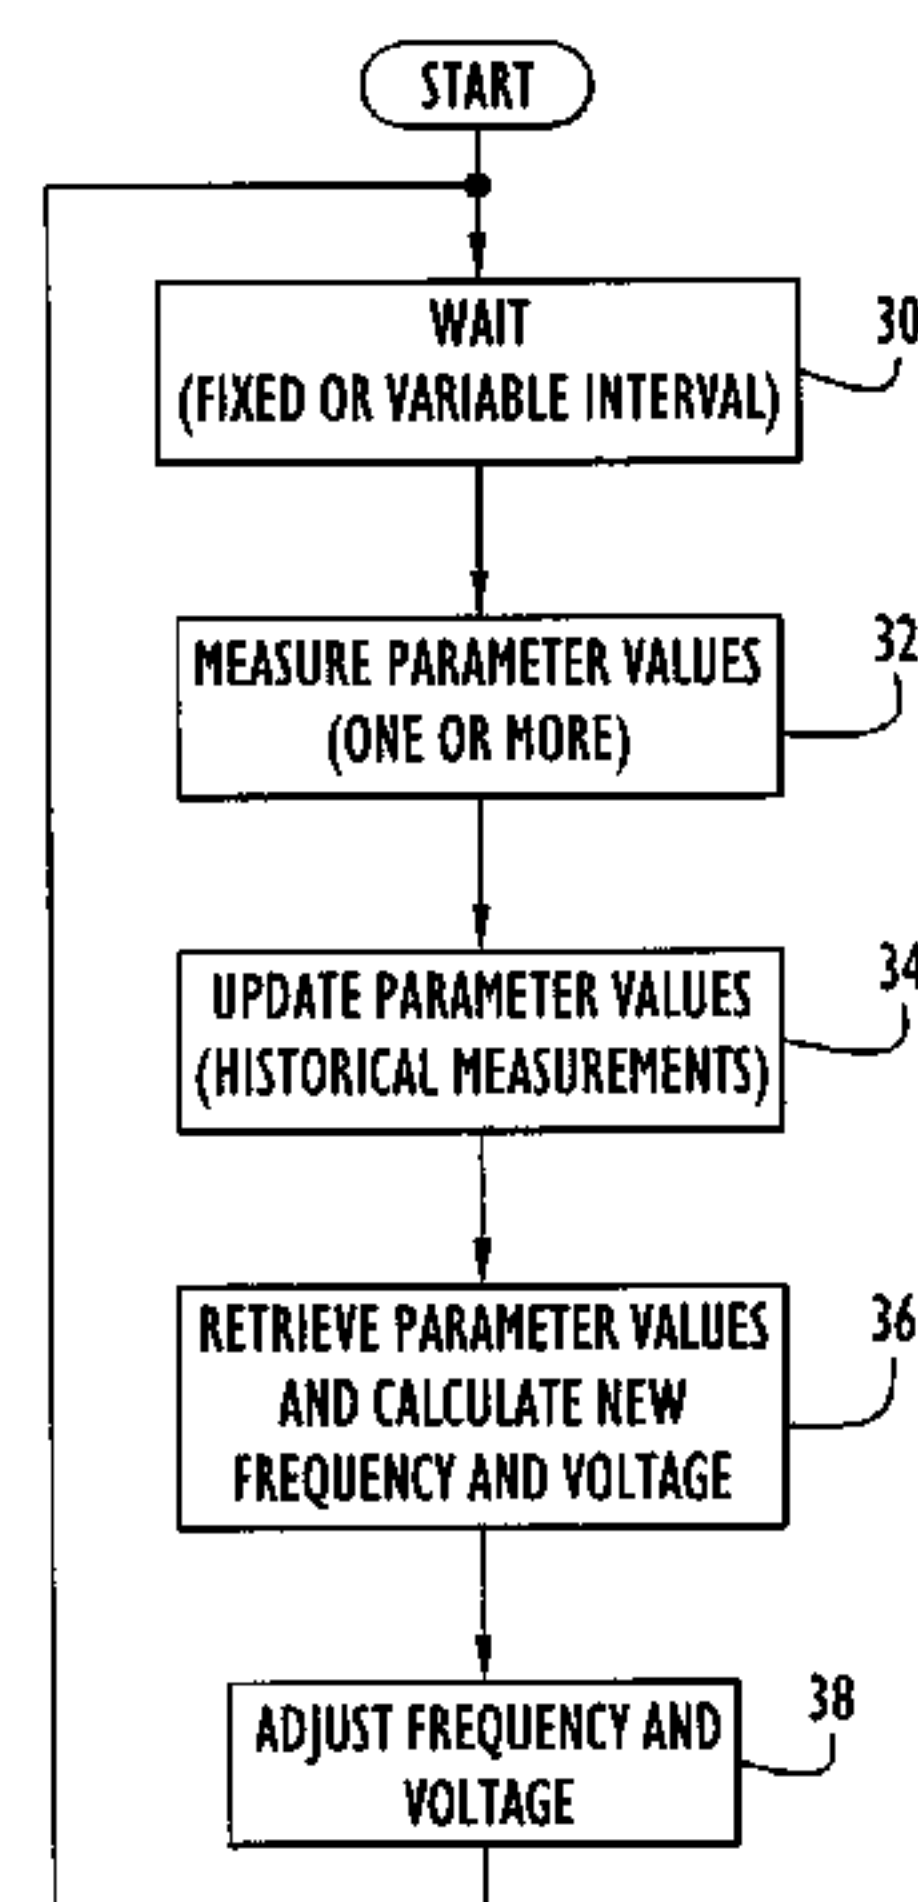 START
WAIT
(FIXED OR VARIABLE INTERVAL)
30
MEASURE PARAMETER VALUES
(ONE OR MORE)
32
UPDATE PARAMETER VALUES
(HISTORICAL MEASUREMENTS)
34
RETRIEVE PARAMETER VALUES
AND CALCULATE NEW
FREQUENCY AND VOLTAGE
36
ADJUST FREQUENCY AND
VOLTAGE
38